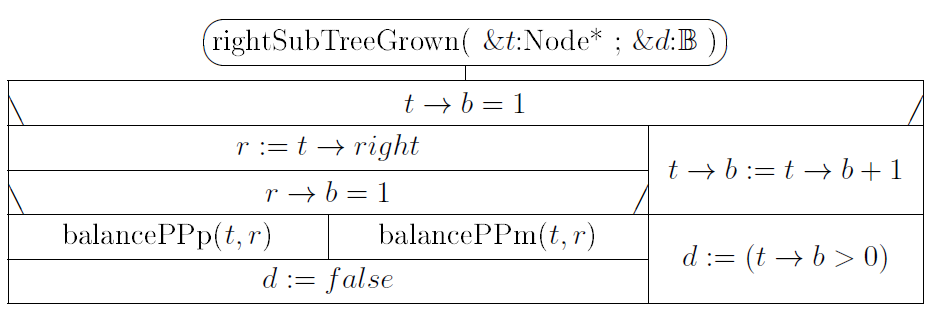 rightSubTreeGrown( &t:Node* ; &d:𝔹 )
t → b = 1
r := t → right
t → b := t → b + 1
r → b = 1
balancePPp(t, r)
balancePPm(t, r)
d := (t → b > 0)
d := false